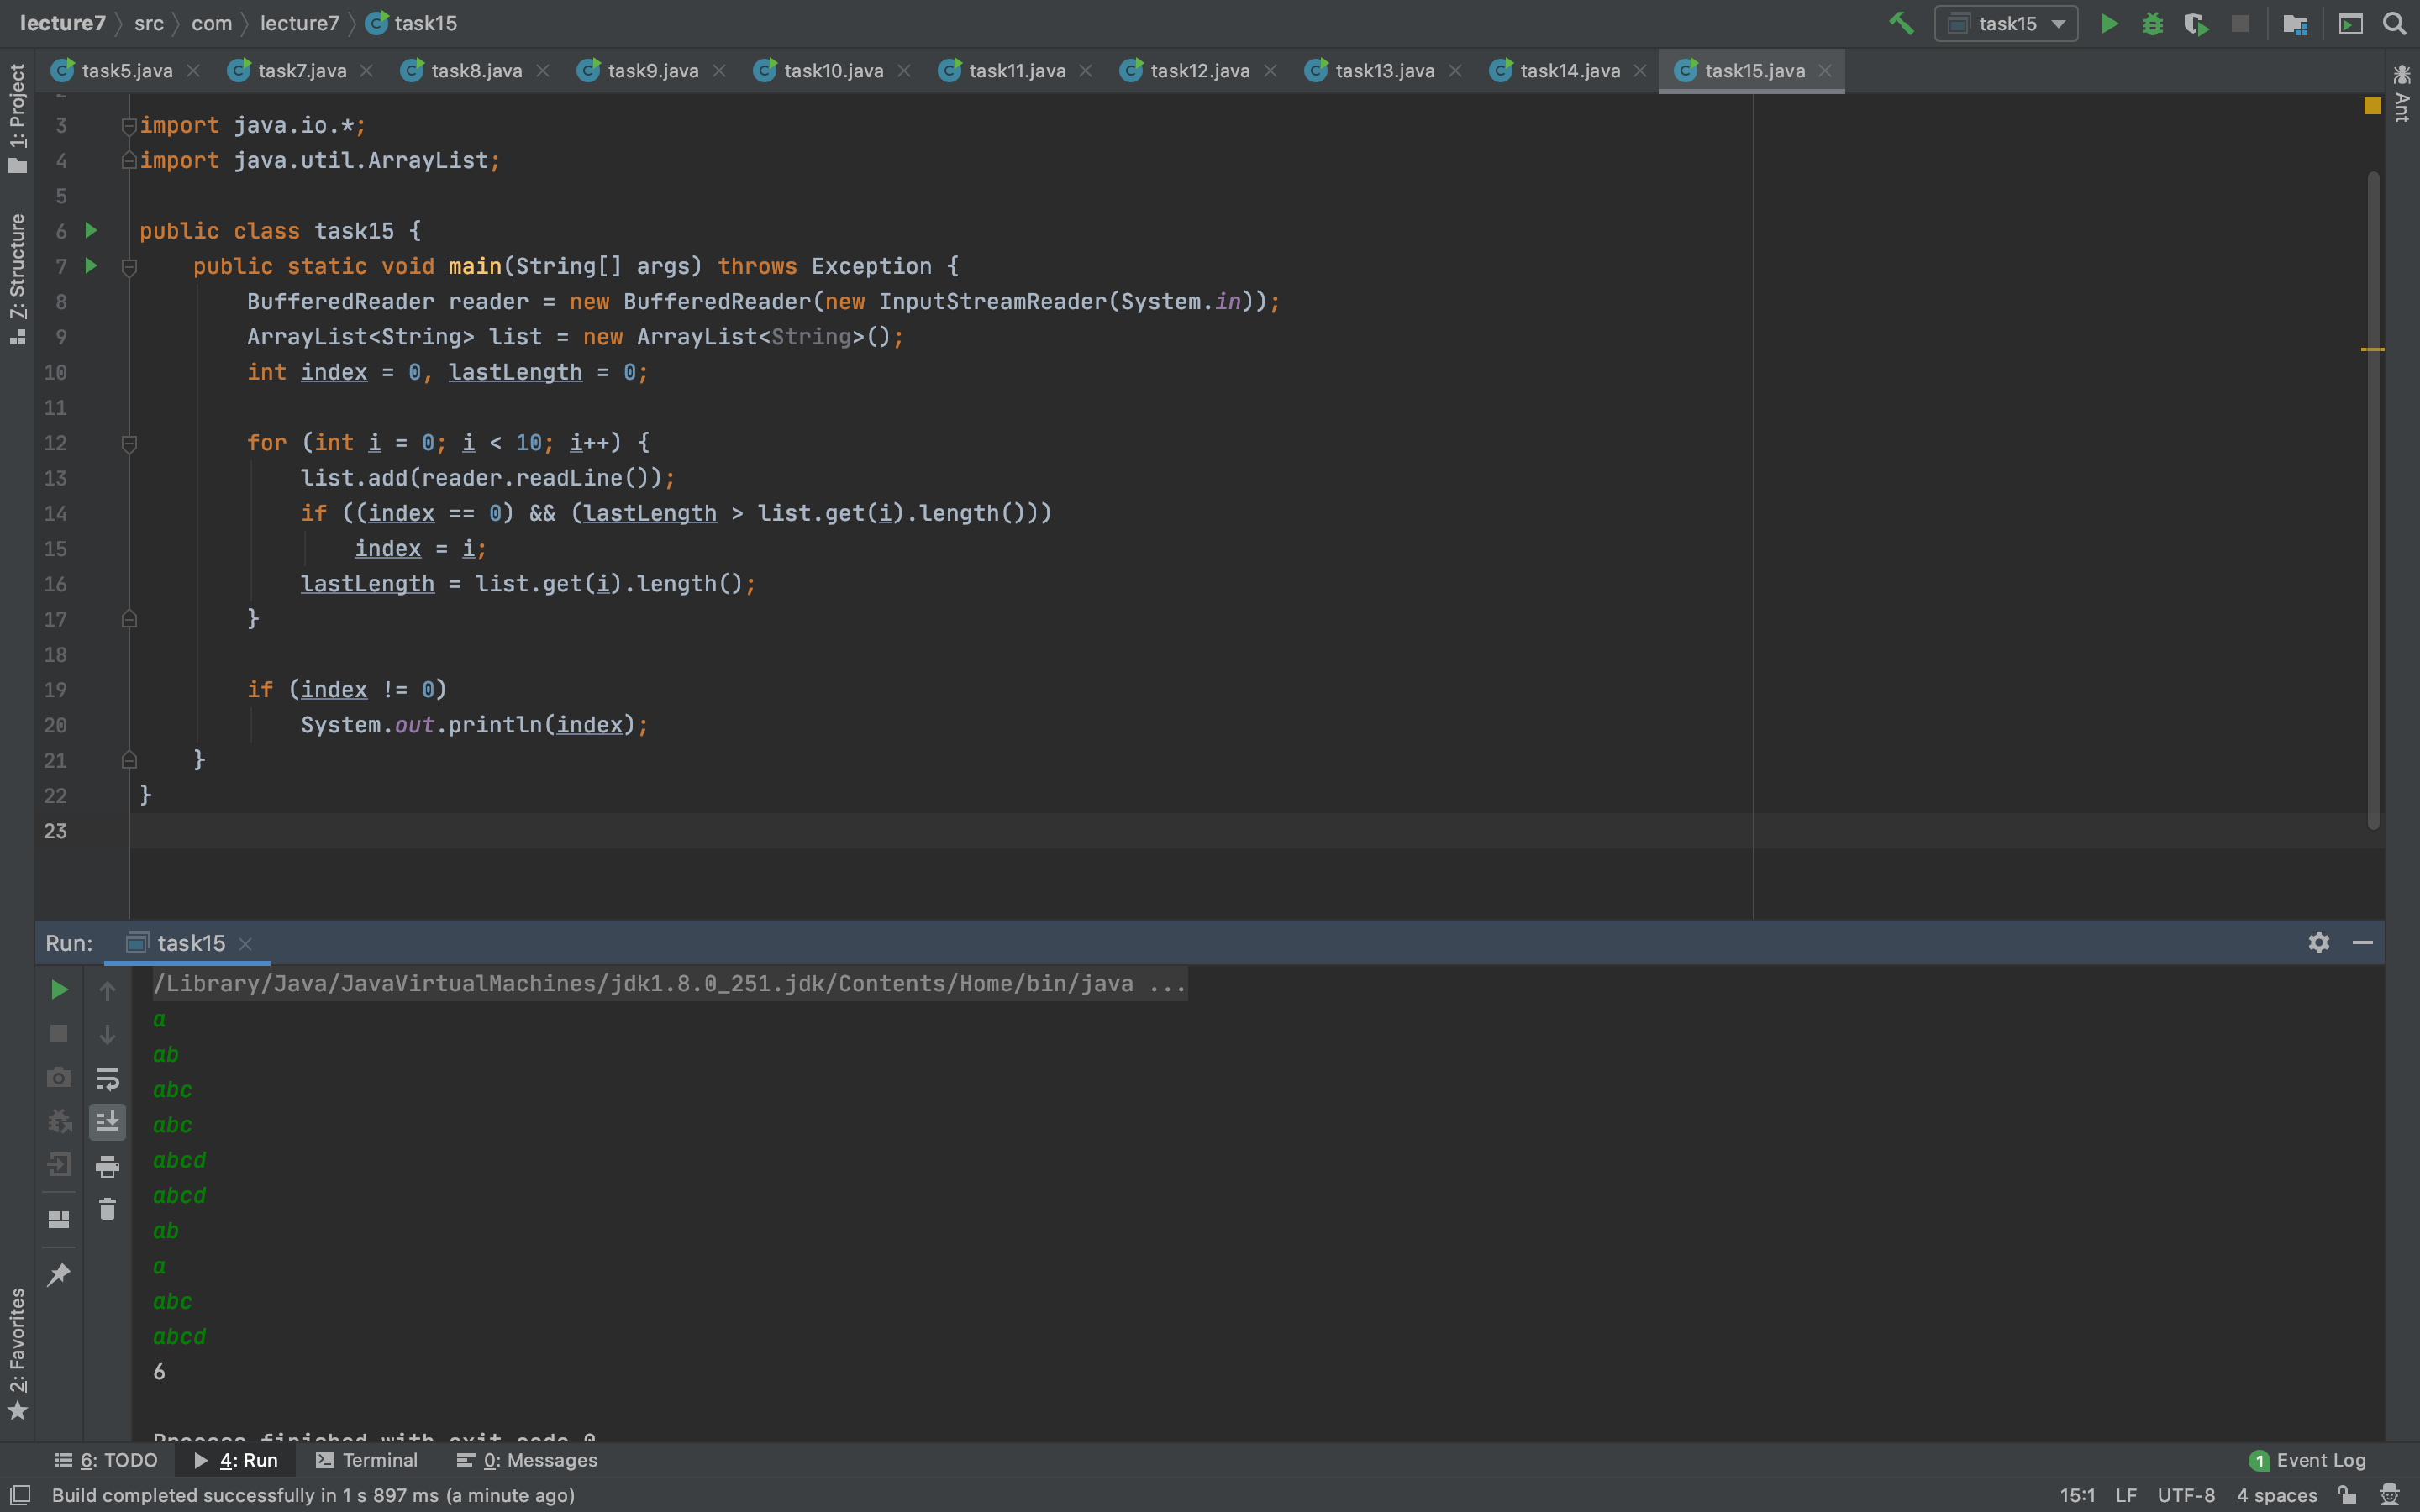 lecture7 src com lecture7 task15
task15
task5.java task7.java task8.java task9.java task10.java task11.java task12.java task13.java task14.java task15.java
1: Project
7: Structure
2: Favorites
Ant
2
3 import java.io.*;
4 import java.util.ArrayList;
5
6 public class task15 {
7 public static void main(String[] args) throws Exception {
8 BufferedReader reader = new BufferedReader(new InputStreamReader(System.in));
9 ArrayList<String> list = new ArrayList<String>();
10 int index = 0, lastLength = 0;
11
12 for (int i = 0; i < 10; i++) {
13 list.add(reader.readLine());
14 if ((index == 0) && (lastLength > list.get(i).length()))
15 index = i;
16 lastLength = list.get(i).length();
17 }
18
19 if (index != 0)
20 System.out.println(index);
21 }
22 }
23
Run: task15
/Library/Java/JavaVirtualMachines/jdk1.8.0_251.jdk/Contents/Home/bin/java ...
a
ab
abc
abc
abcd
abcd
ab
a
abc
abcd
6
Process finished with exit code 0
6: TODO 4: Run Terminal 0: Messages 1 Event Log
Build completed successfully in 1 s 897 ms (a minute ago) 15:1 LF UTF-8 4 spaces